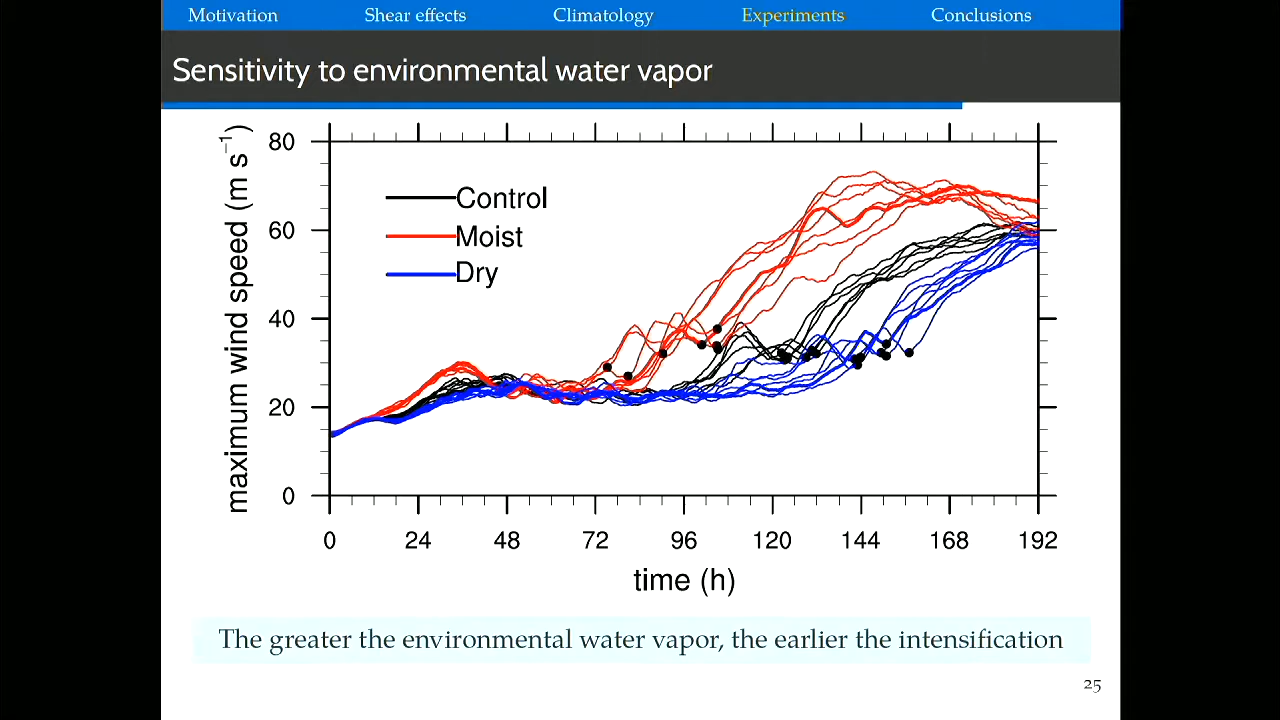 Motivation Shear effects Climatology Experiments Conclusions
Sensitivity to environmental water vapor
maximum wind speed (m s⁻¹)
80
60
40
20
0
Control
Moist
Dry
0 24 48 72 96 120 144 168 192
time (h)
The greater the environmental water vapor, the earlier the intensification
25